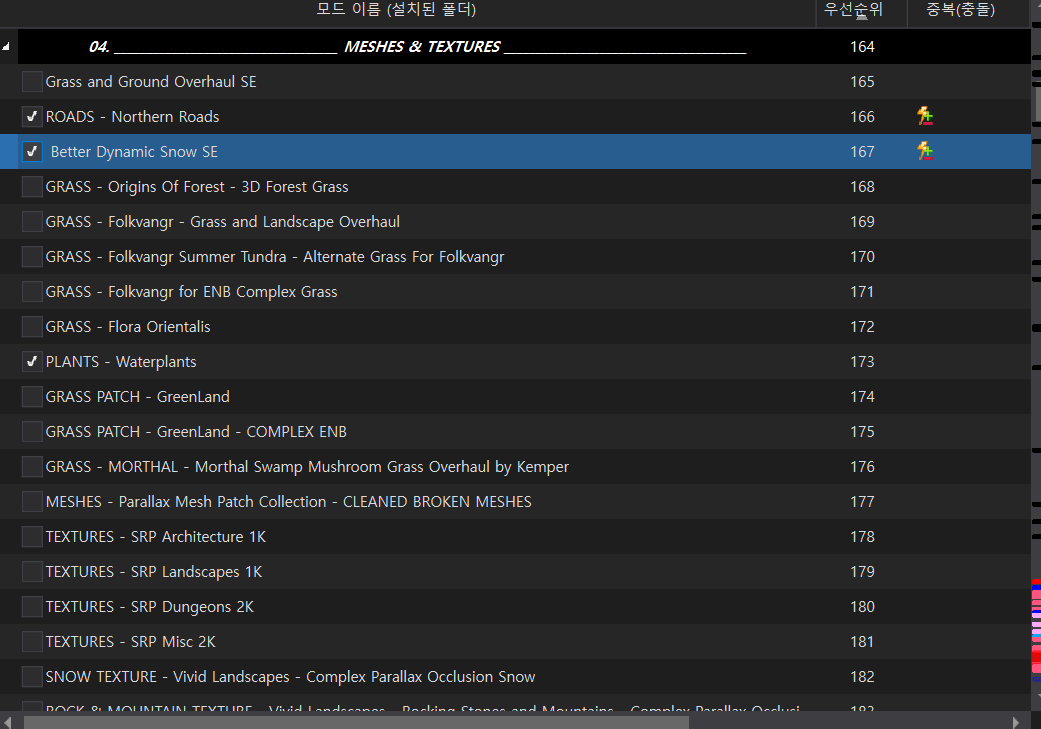 모드 이름 (설치된 폴더) 우선순위 중복(충돌)
04. ________________________________ MESHES & TEXTURES ___________________________________ 164
Grass and Ground Overhaul SE 165
ROADS - Northern Roads 166
Better Dynamic Snow SE 167
GRASS - Origins Of Forest - 3D Forest Grass 168
GRASS - Folkvangr - Grass and Landscape Overhaul 169
GRASS - Folkvangr Summer Tundra - Alternate Grass For Folkvangr 170
GRASS - Folkvangr for ENB Complex Grass 171
GRASS - Flora Orientalis 172
PLANTS - Waterplants 173
GRASS PATCH - GreenLand 174
GRASS PATCH - GreenLand - COMPLEX ENB 175
GRASS - MORTHAL - Morthal Swamp Mushroom Grass Overhaul by Kemper 176
MESHES - Parallax Mesh Patch Collection - CLEANED BROKEN MESHES 177
TEXTURES - SRP Architecture 1K 178
TEXTURES - SRP Landscapes 1K 179
TEXTURES - SRP Dungeons 2K 180
TEXTURES - SRP Misc 2K 181
SNOW TEXTURE - Vivid Landscapes - Complex Parallax Occlusion Snow 182
ROCK & MOUNTAIN TEXTURE - Vivid Landscapes - Rocking Stones and Mountains - Complex Parallax Occlusi 183